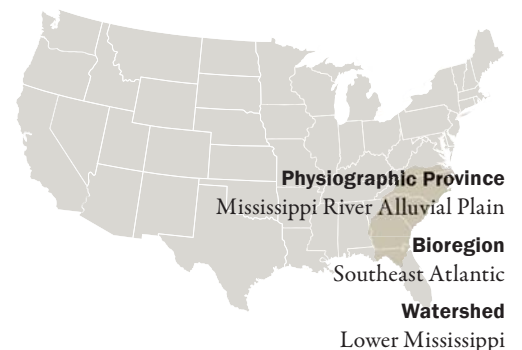 Physiographic Province
Mississippi River Alluvial Plain
Bioregion
Southeast Atlantic
Watershed
Lower Mississippi